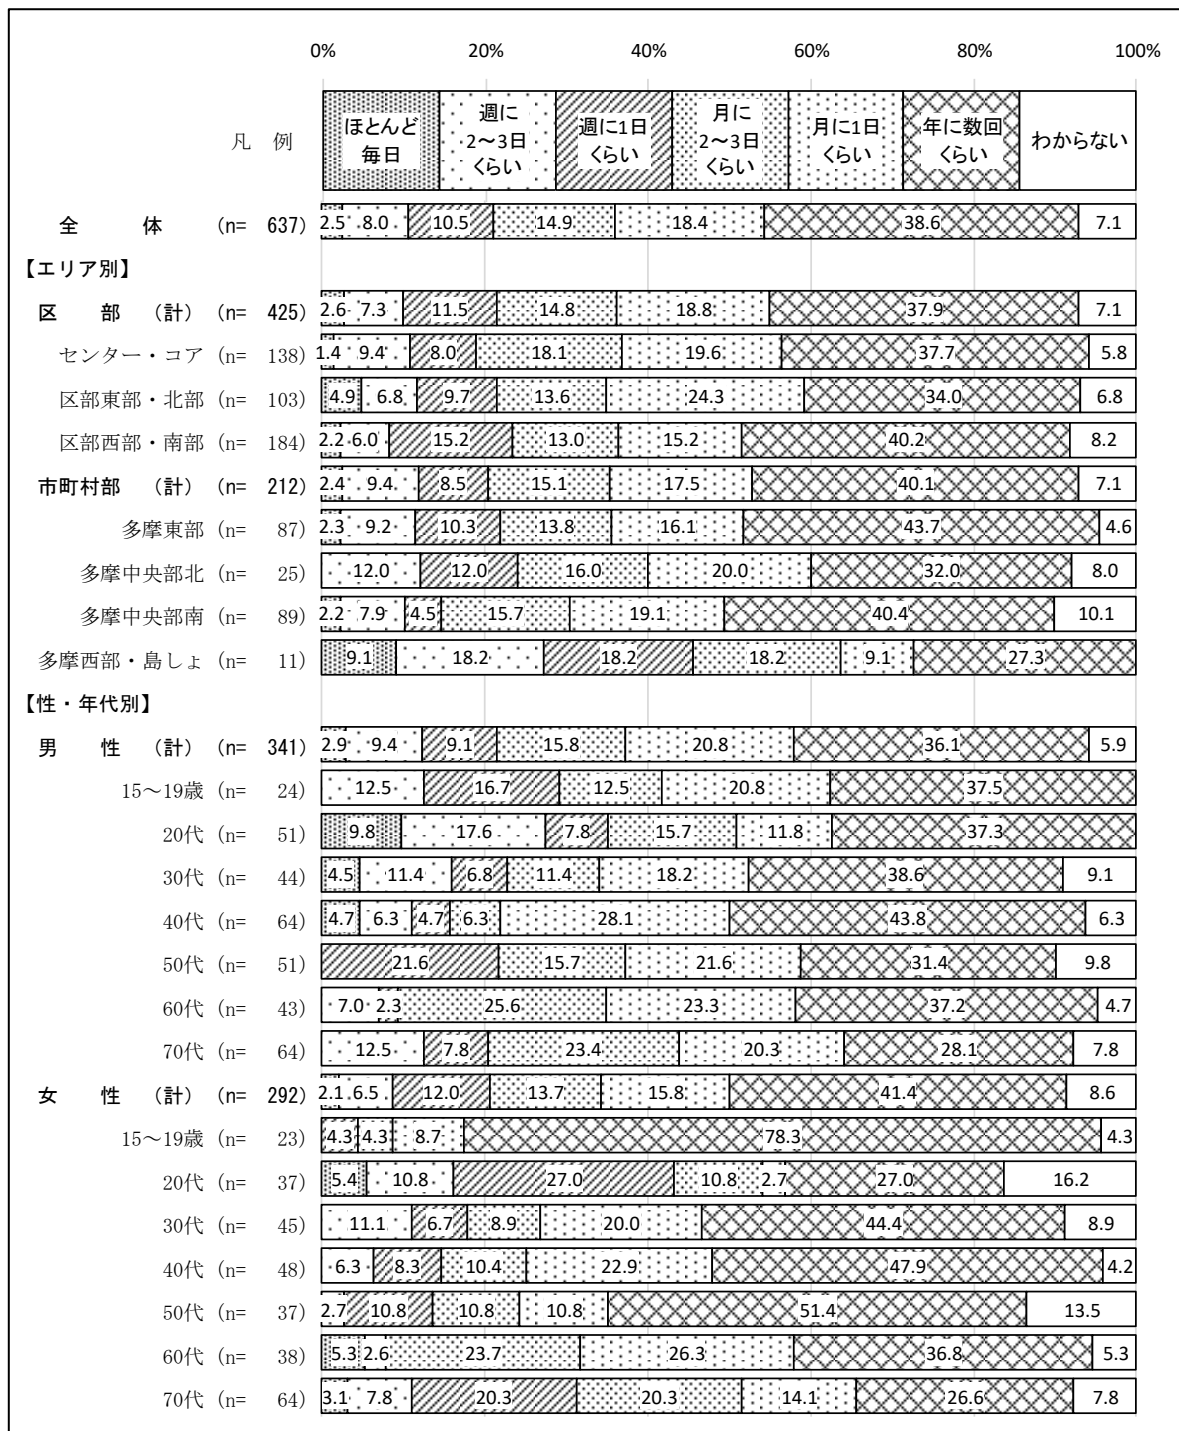 0% 20% 40% 60% 80% 100%
凡 例 ほとんど毎日 週に2～3日くらい 週に1日くらい 月に2～3日くらい 月に1日くらい 年に数回くらい わからない
全 体 (n= 637) 2.5 8.0 10.5 14.9 18.4 38.6 7.1
【エリア別】
区 部 (計) (n= 425) 2.6 7.3 11.5 14.8 18.8 37.9 7.1
センター・コア (n= 138) 1.4 9.4 8.0 18.1 19.6 37.7 5.8
区部東部・北部 (n= 103) 4.9 6.8 9.7 13.6 24.3 34.0 6.8
区部西部・南部 (n= 184) 2.2 6.0 15.2 13.0 15.2 40.2 8.2
市町村部 (計) (n= 212) 2.4 9.4 8.5 15.1 17.5 40.1 7.1
多摩東部 (n= 87) 2.3 9.2 10.3 13.8 16.1 43.7 4.6
多摩中央部北 (n= 25) 12.0 12.0 16.0 20.0 32.0 8.0
多摩中央部南 (n= 89) 2.2 7.9 4.5 15.7 19.1 40.4 10.1
多摩西部・島しょ (n= 11) 9.1 18.2 18.2 18.2 9.1 27.3
【性・年代別】
男 性 (計) (n= 341) 2.9 9.4 9.1 15.8 20.8 36.1 5.9
15～19歳 (n= 24) 12.5 16.7 12.5 20.8 37.5
20代 (n= 51) 9.8 17.6 7.8 15.7 11.8 37.3
30代 (n= 44) 4.5 11.4 6.8 11.4 18.2 38.6 9.1
40代 (n= 64) 4.7 6.3 4.7 6.3 28.1 43.8 6.3
50代 (n= 51) 21.6 15.7 21.6 31.4 9.8
60代 (n= 43) 7.0 2.3 25.6 23.3 37.2 4.7
70代 (n= 64) 12.5 7.8 23.4 20.3 28.1 7.8
女 性 (計) (n= 292) 2.1 6.5 12.0 13.7 15.8 41.4 8.6
15～19歳 (n= 23) 4.3 4.3 8.7 78.3 4.3
20代 (n= 37) 5.4 10.8 27.0 10.8 2.7 27.0 16.2
30代 (n= 45) 11.1 6.7 8.9 20.0 44.4 8.9
40代 (n= 48) 6.3 8.3 10.4 22.9 47.9 4.2
50代 (n= 37) 2.7 10.8 10.8 10.8 51.4 13.5
60代 (n= 38) 5.3 2.6 23.7 26.3 36.8 5.3
70代 (n= 64) 3.1 7.8 20.3 20.3 14.1 26.6 7.8